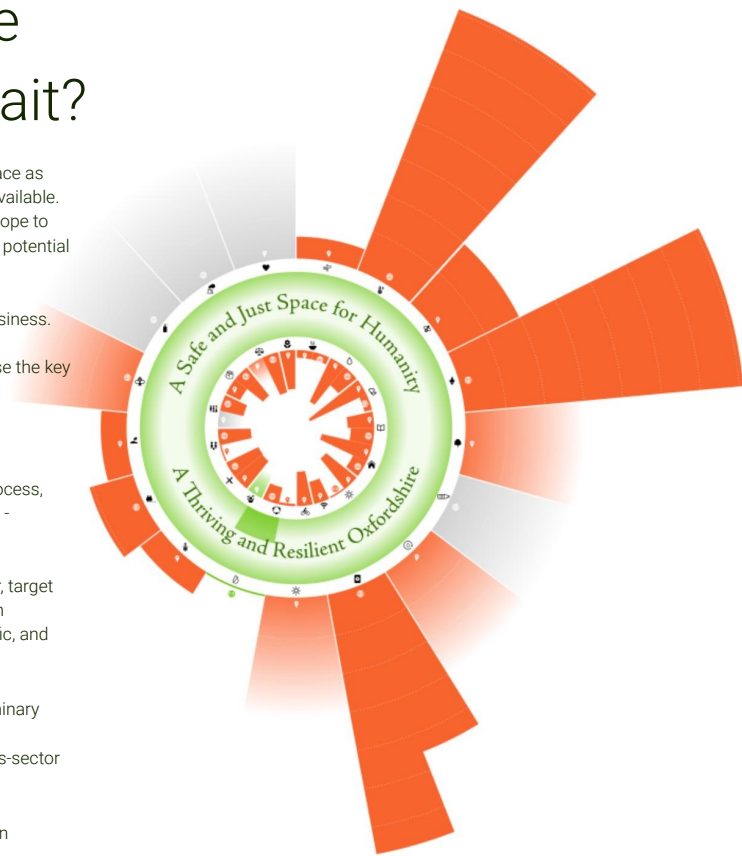 e
ait?
ace as
vailable.
ope to
potential
siness.
se the key
ocess,
-
, target
n
ic, and
inary
s-sector
n
A Safe and Just Space for Humanity
A Thriving and Resilient Oxfordshire